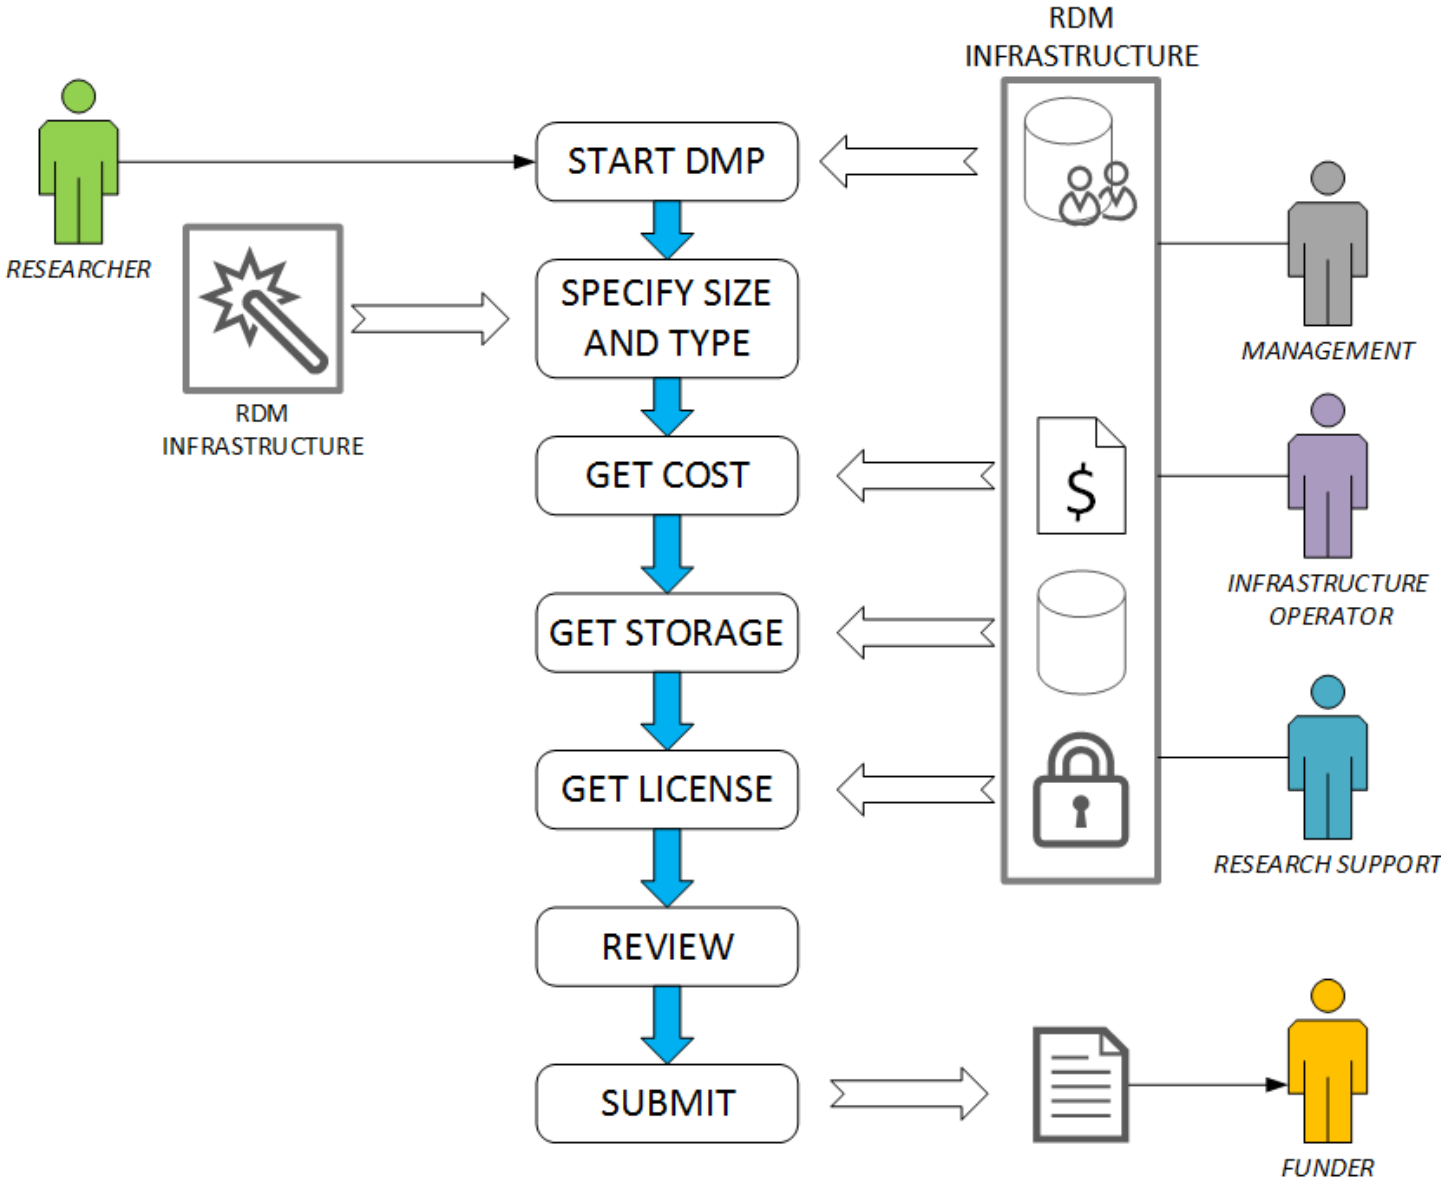 RDM
INFRASTRUCTURE
START DMP
RESEARCHER
SPECIFY SIZE
AND TYPE
MANAGEMENT
RDM
INFRASTRUCTURE
GET COST
$
INFRASTRUCTURE
OPERATOR
GET STORAGE
GET LICENSE
RESEARCH SUPPORT
REVIEW
SUBMIT
FUNDER